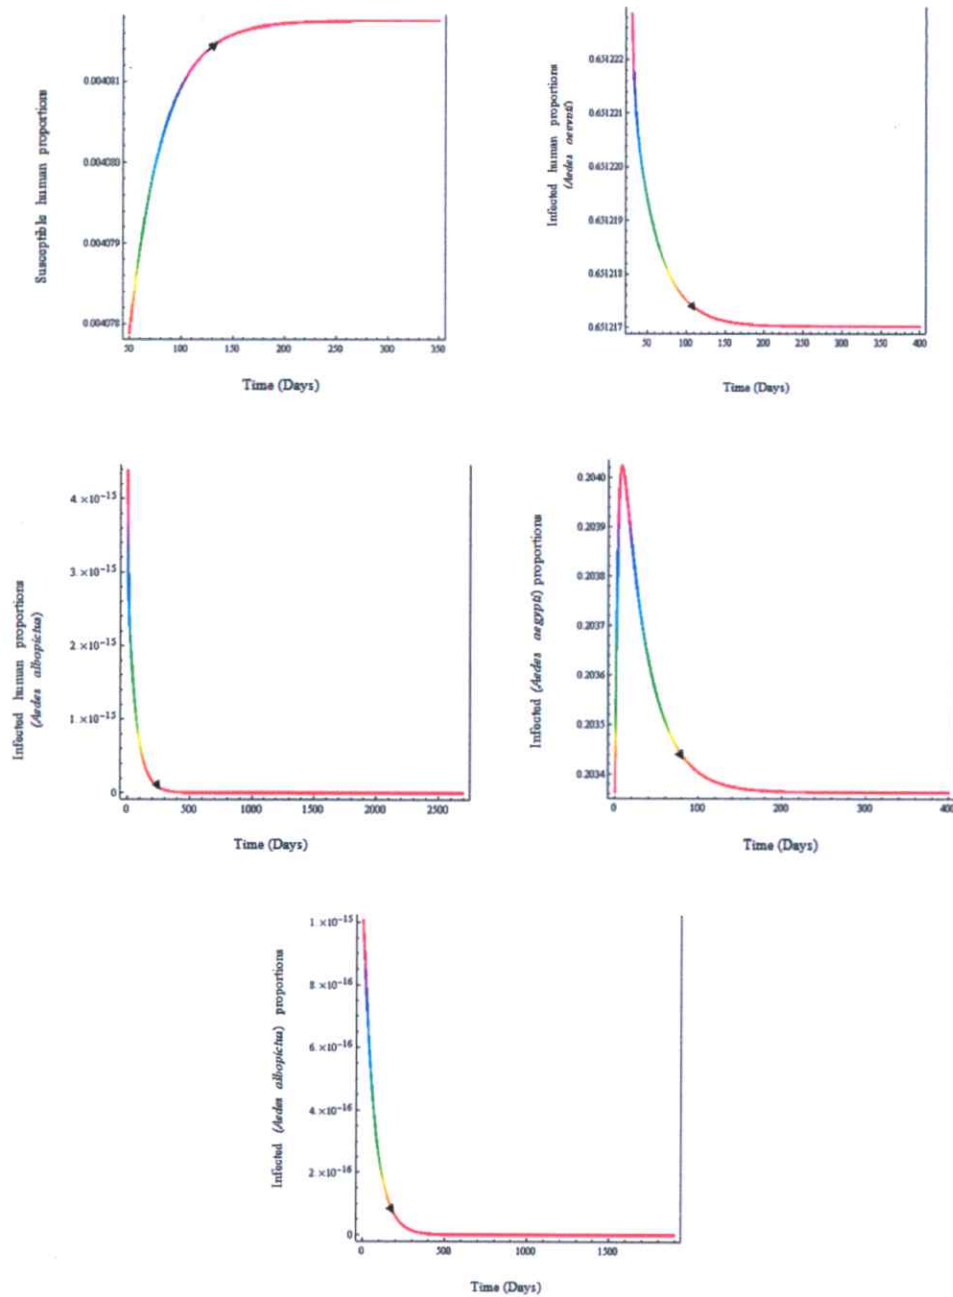 Susceptible human proportions
0.004081
0.004080
0.004079
0.004078
50 100 150 200 250 300 350
Time (Days)
Infected human proportions
(Aedes aegypti)
0.651222
0.651221
0.651220
0.651219
0.651218
0.651217
50 100 150 200 250 300 350 400
Time (Days)
Infected human proportions
(Aedes albopictus)
4. ×10−15
3. ×10−15
2. ×10−15
1. ×10−15
0
0 500 1000 1500 2000 2500
Time (Days)
Infected (Aedes aegypti) proportions
0.2040
0.2039
0.2038
0.2037
0.2036
0.2035
0.2034
0 100 200 300 400
Time (Days)
Infected (Aedes albopictus) proportions
1. ×10−15
8. ×10−16
6. ×10−16
4. ×10−16
2. ×10−16
0
0 500 1000 1500
Time (Days)